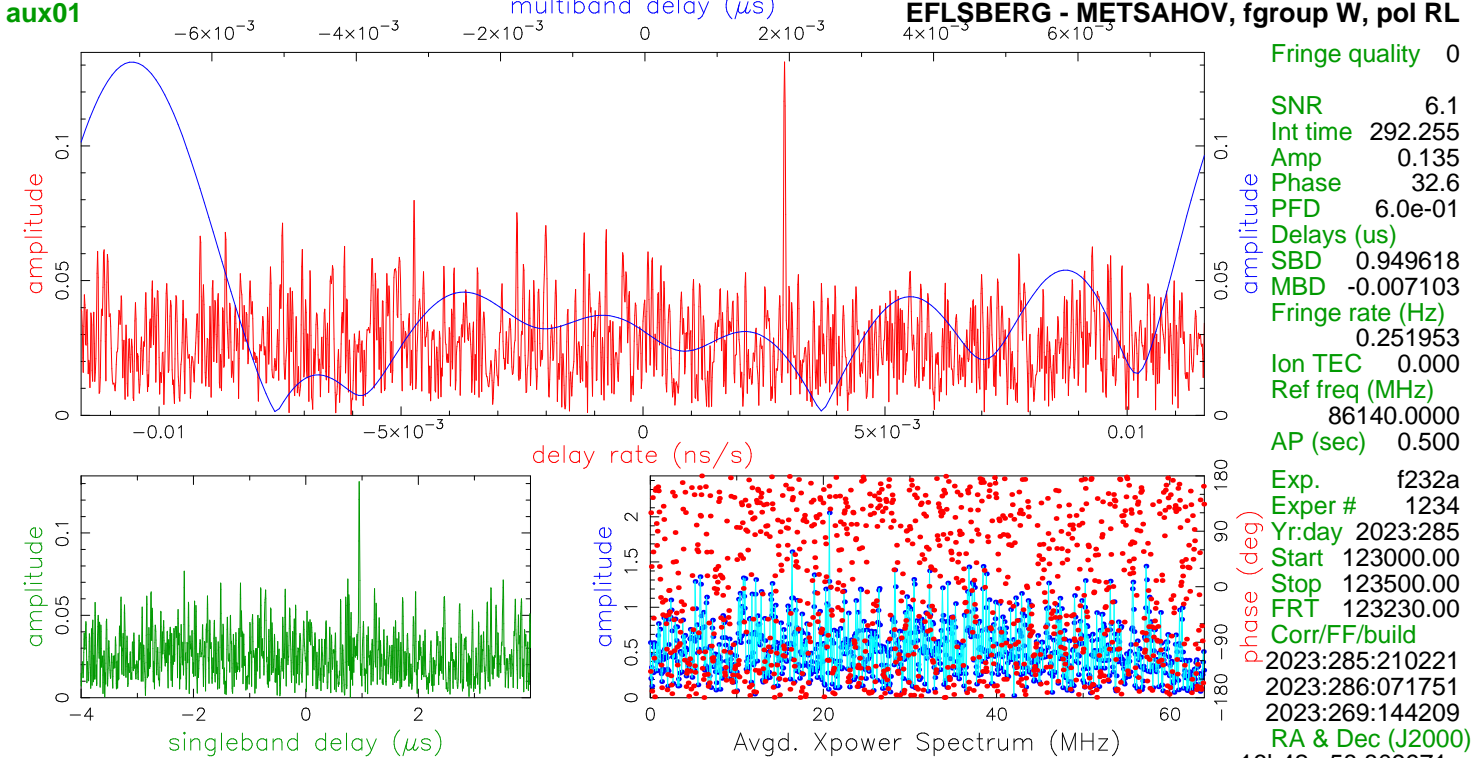 aux01
multiband delay (μs)
EFLSBERG - METSAHOV, fgroup W, pol RL
−6×10⁻³ −4×10⁻³ −2×10⁻³ 0 2×10⁻³ 4×10⁻³ 6×10⁻³
amplitude
0 0.05 0.1
amplitude
0 0.05 0.1
−0.01 −5×10⁻³ 0 5×10⁻³ 0.01
delay rate (ns/s)
Fringe quality 0
SNR 6.1
Int time 292.255
Amp 0.135
Phase 32.6
PFD 6.0e-01
Delays (us)
SBD 0.949618
MBD -0.007103
Fringe rate (Hz)
0.251953
Ion TEC 0.000
Ref freq (MHz)
86140.0000
AP (sec) 0.500
Exp. f232a
Exper # 1234
Yr:day 2023:285
Start 123000.00
Stop 123500.00
FRT 123230.00
Corr/FF/build
2023:285:210221
2023:286:071751
2023:269:144209
RA & Dec (J2000)
amplitude
0 0.05 0.1
−4 −2 0 2
singleband delay (μs)
amplitude
0 0.5 1 1.5 2
0 20 40 60
Avgd. Xpower Spectrum (MHz)
phase (deg)
−180 −90 0 90 180